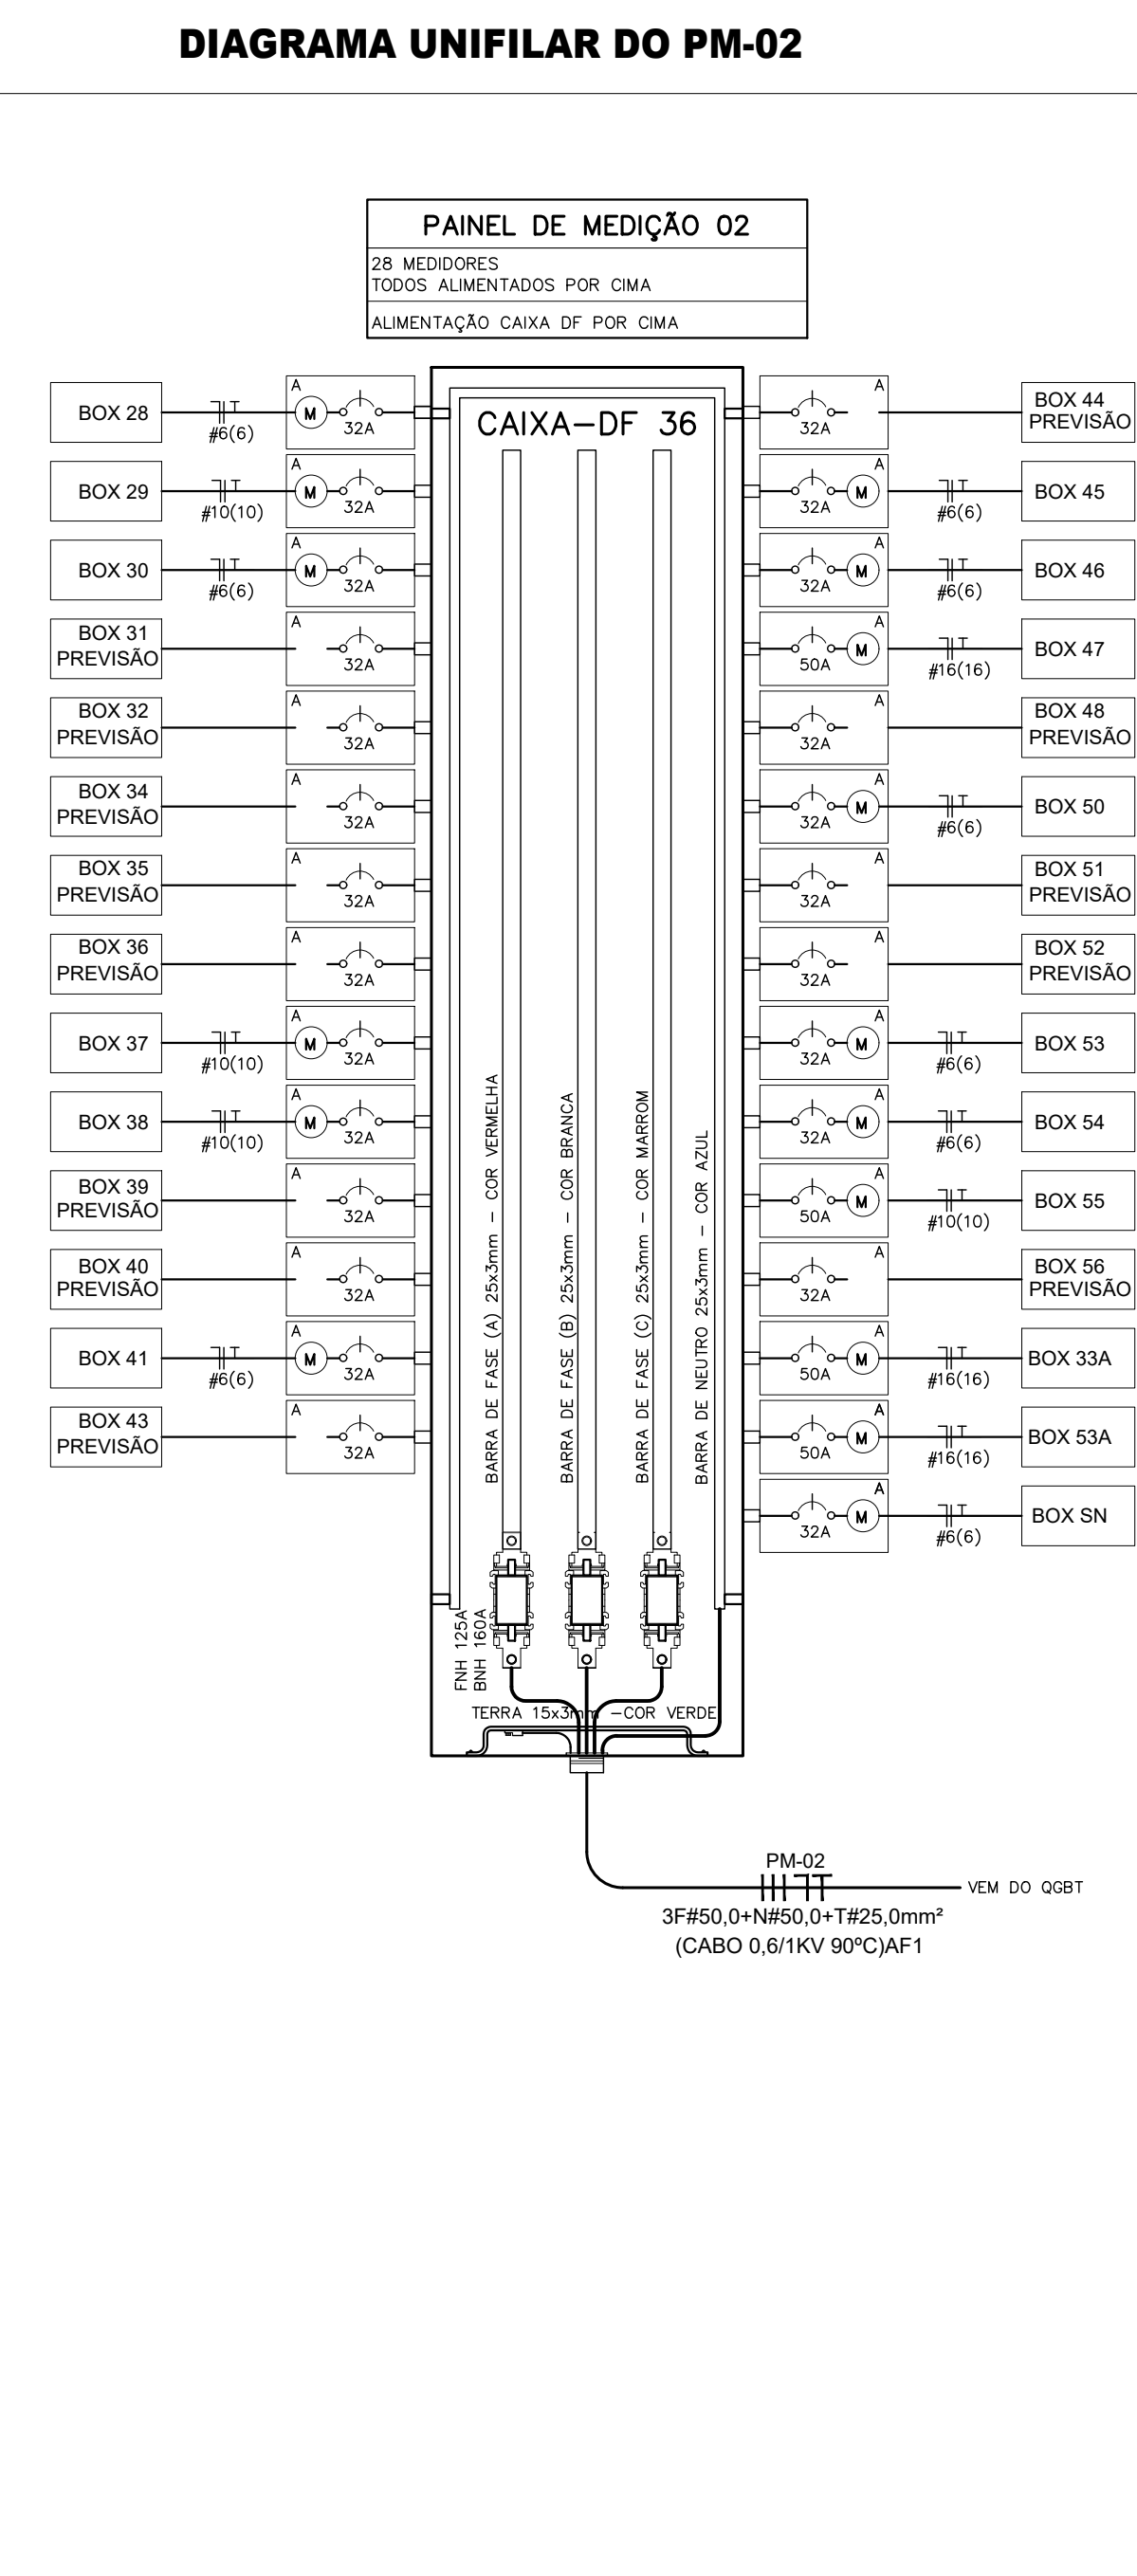 DIAGRAMA UNIFILAR DO PM-02
PAINEL DE MEDIÇÃO 02
28 MEDIDORES
TODOS ALIMENTADOS POR CIMA
ALIMENTAÇÃO CAIXA DF POR CIMA
CAIXA-DF 36
BOX 28
#6(6)
A
M
32A
BOX 29
#10(10)
A
M
32A
BOX 30
#6(6)
A
M
32A
BOX 31
PREVISÃO
A
32A
BOX 32
PREVISÃO
A
32A
BOX 34
PREVISÃO
A
32A
BOX 35
PREVISÃO
A
32A
BOX 36
PREVISÃO
A
32A
BOX 37
#10(10)
A
M
32A
BOX 38
#10(10)
A
M
32A
BOX 39
PREVISÃO
A
32A
BOX 40
PREVISÃO
A
32A
BOX 41
#6(6)
A
M
32A
BOX 43
PREVISÃO
A
32A
BARRA DE FASE (A) 25x3mm - COR VERMELHA
BARRA DE FASE (B) 25x3mm - COR BRANCA
BARRA DE FASE (C) 25x3mm - COR MARROM
BARRA DE NEUTRO 25x3mm - COR AZUL
A
32A
BOX 44
PREVISÃO
A
32A
M
#6(6)
BOX 45
A
32A
M
#6(6)
BOX 46
A
50A
M
#16(16)
BOX 47
A
32A
BOX 48
PREVISÃO
A
32A
M
#6(6)
BOX 50
A
32A
BOX 51
PREVISÃO
A
32A
BOX 52
PREVISÃO
A
32A
M
#6(6)
BOX 53
A
32A
M
#6(6)
BOX 54
A
50A
M
#10(10)
BOX 55
A
32A
BOX 56
PREVISÃO
A
50A
M
#16(16)
BOX 33A
A
50A
M
#16(16)
BOX 53A
A
32A
M
#6(6)
BOX SN
FNH 125A
BNH 160A
TERRA 15x3mm -COR VERDE
PM-02
VEM DO QGBT
3F#50,0+N#50,0+T#25,0mm²
(CABO 0,6/1KV 90ºC)AF1